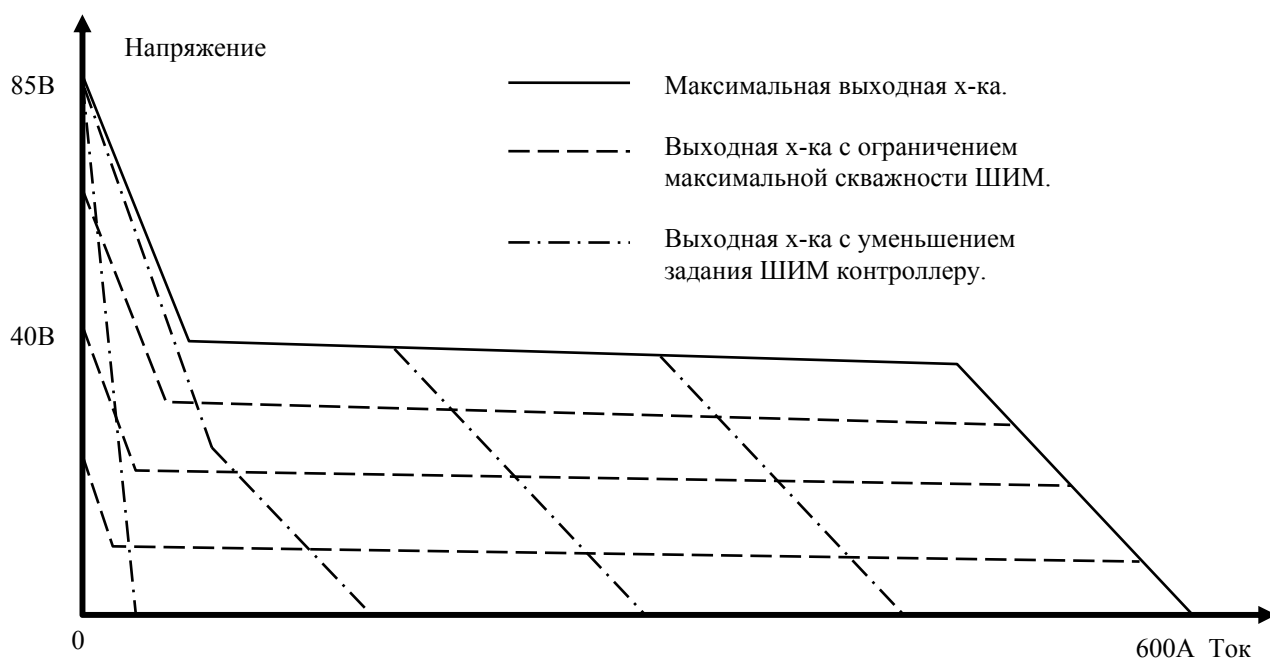 Напряжение
85В
Максимальная выходная х-ка.
Выходная х-ка с ограничением
максимальной скважности ШИМ.
Выходная х-ка с уменьшением
задания ШИМ контроллеру.
40В
0
600А Ток